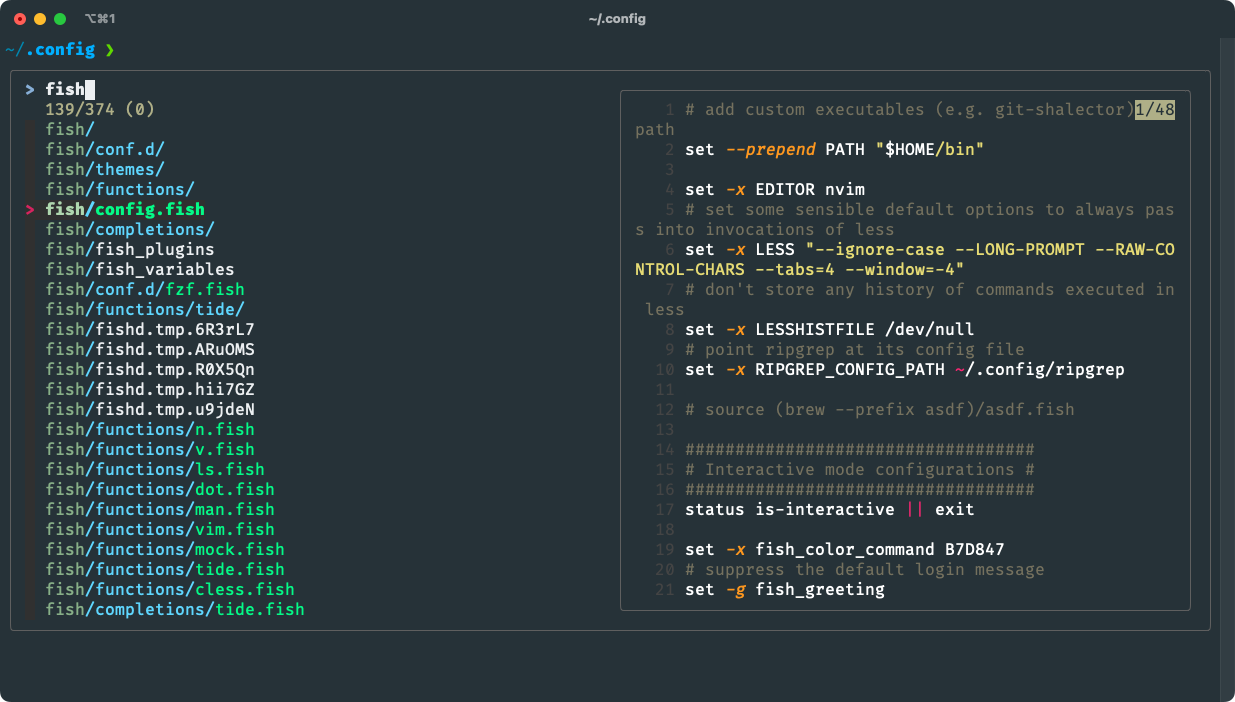 ⌥⌘1
~/.config
~/.config ❯
> fish
139/374 (0)
fish/
fish/conf.d/
fish/themes/
fish/functions/
> fish/config.fish
fish/completions/
fish/fish_plugins
fish/fish_variables
fish/conf.d/fzf.fish
fish/functions/tide/
fish/fishd.tmp.6R3rL7
fish/fishd.tmp.ARuOMS
fish/fishd.tmp.R0X5Qn
fish/fishd.tmp.hii7GZ
fish/fishd.tmp.u9jdeN
fish/functions/n.fish
fish/functions/v.fish
fish/functions/ls.fish
fish/functions/dot.fish
fish/functions/man.fish
fish/functions/vim.fish
fish/functions/mock.fish
fish/functions/tide.fish
fish/functions/cless.fish
fish/completions/tide.fish
1 # add custom executables (e.g. git-shalector) 1/48
path
2 set --prepend PATH "$HOME/bin"
3
4 set -x EDITOR nvim
5 # set some sensible default options to always pas
s into invocations of less
6 set -x LESS "--ignore-case --LONG-PROMPT --RAW-CO
NTROL-CHARS --tabs=4 --window=-4"
7 # don't store any history of commands executed in
less
8 set -x LESSHISTFILE /dev/null
9 # point ripgrep at its config file
10 set -x RIPGREP_CONFIG_PATH ~/.config/ripgrep
11
12 # source (brew --prefix asdf)/asdf.fish
13
14 ###################################
15 # Interactive mode configurations #
16 ###################################
17 status is-interactive || exit
18
19 set -x fish_color_command B7D847
20 # suppress the default login message
21 set -g fish_greeting